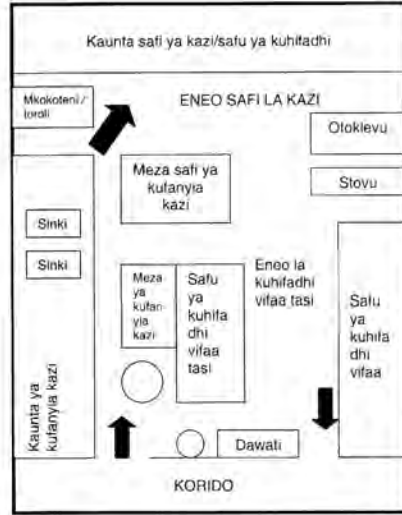 Kaunta safi ya kazi/safu ya kuhifadhi
Mkokoteni/
toroli
ENEO SAFI LA KAZI
Otoklevu
Stovu
Meza safi ya
kufanyia
kazi
Sinki
Sinki
Kaunta ya
kufanyia kazi
Meza
ya
kufan
yia
kazi
Safu
ya
kuhifa
dhi
vifaa
tasi
Eneo la
kuhifadhi
vifaa tasi
Safu
ya
kuhifa
dhi
vifaa
Dawati
KORIDO